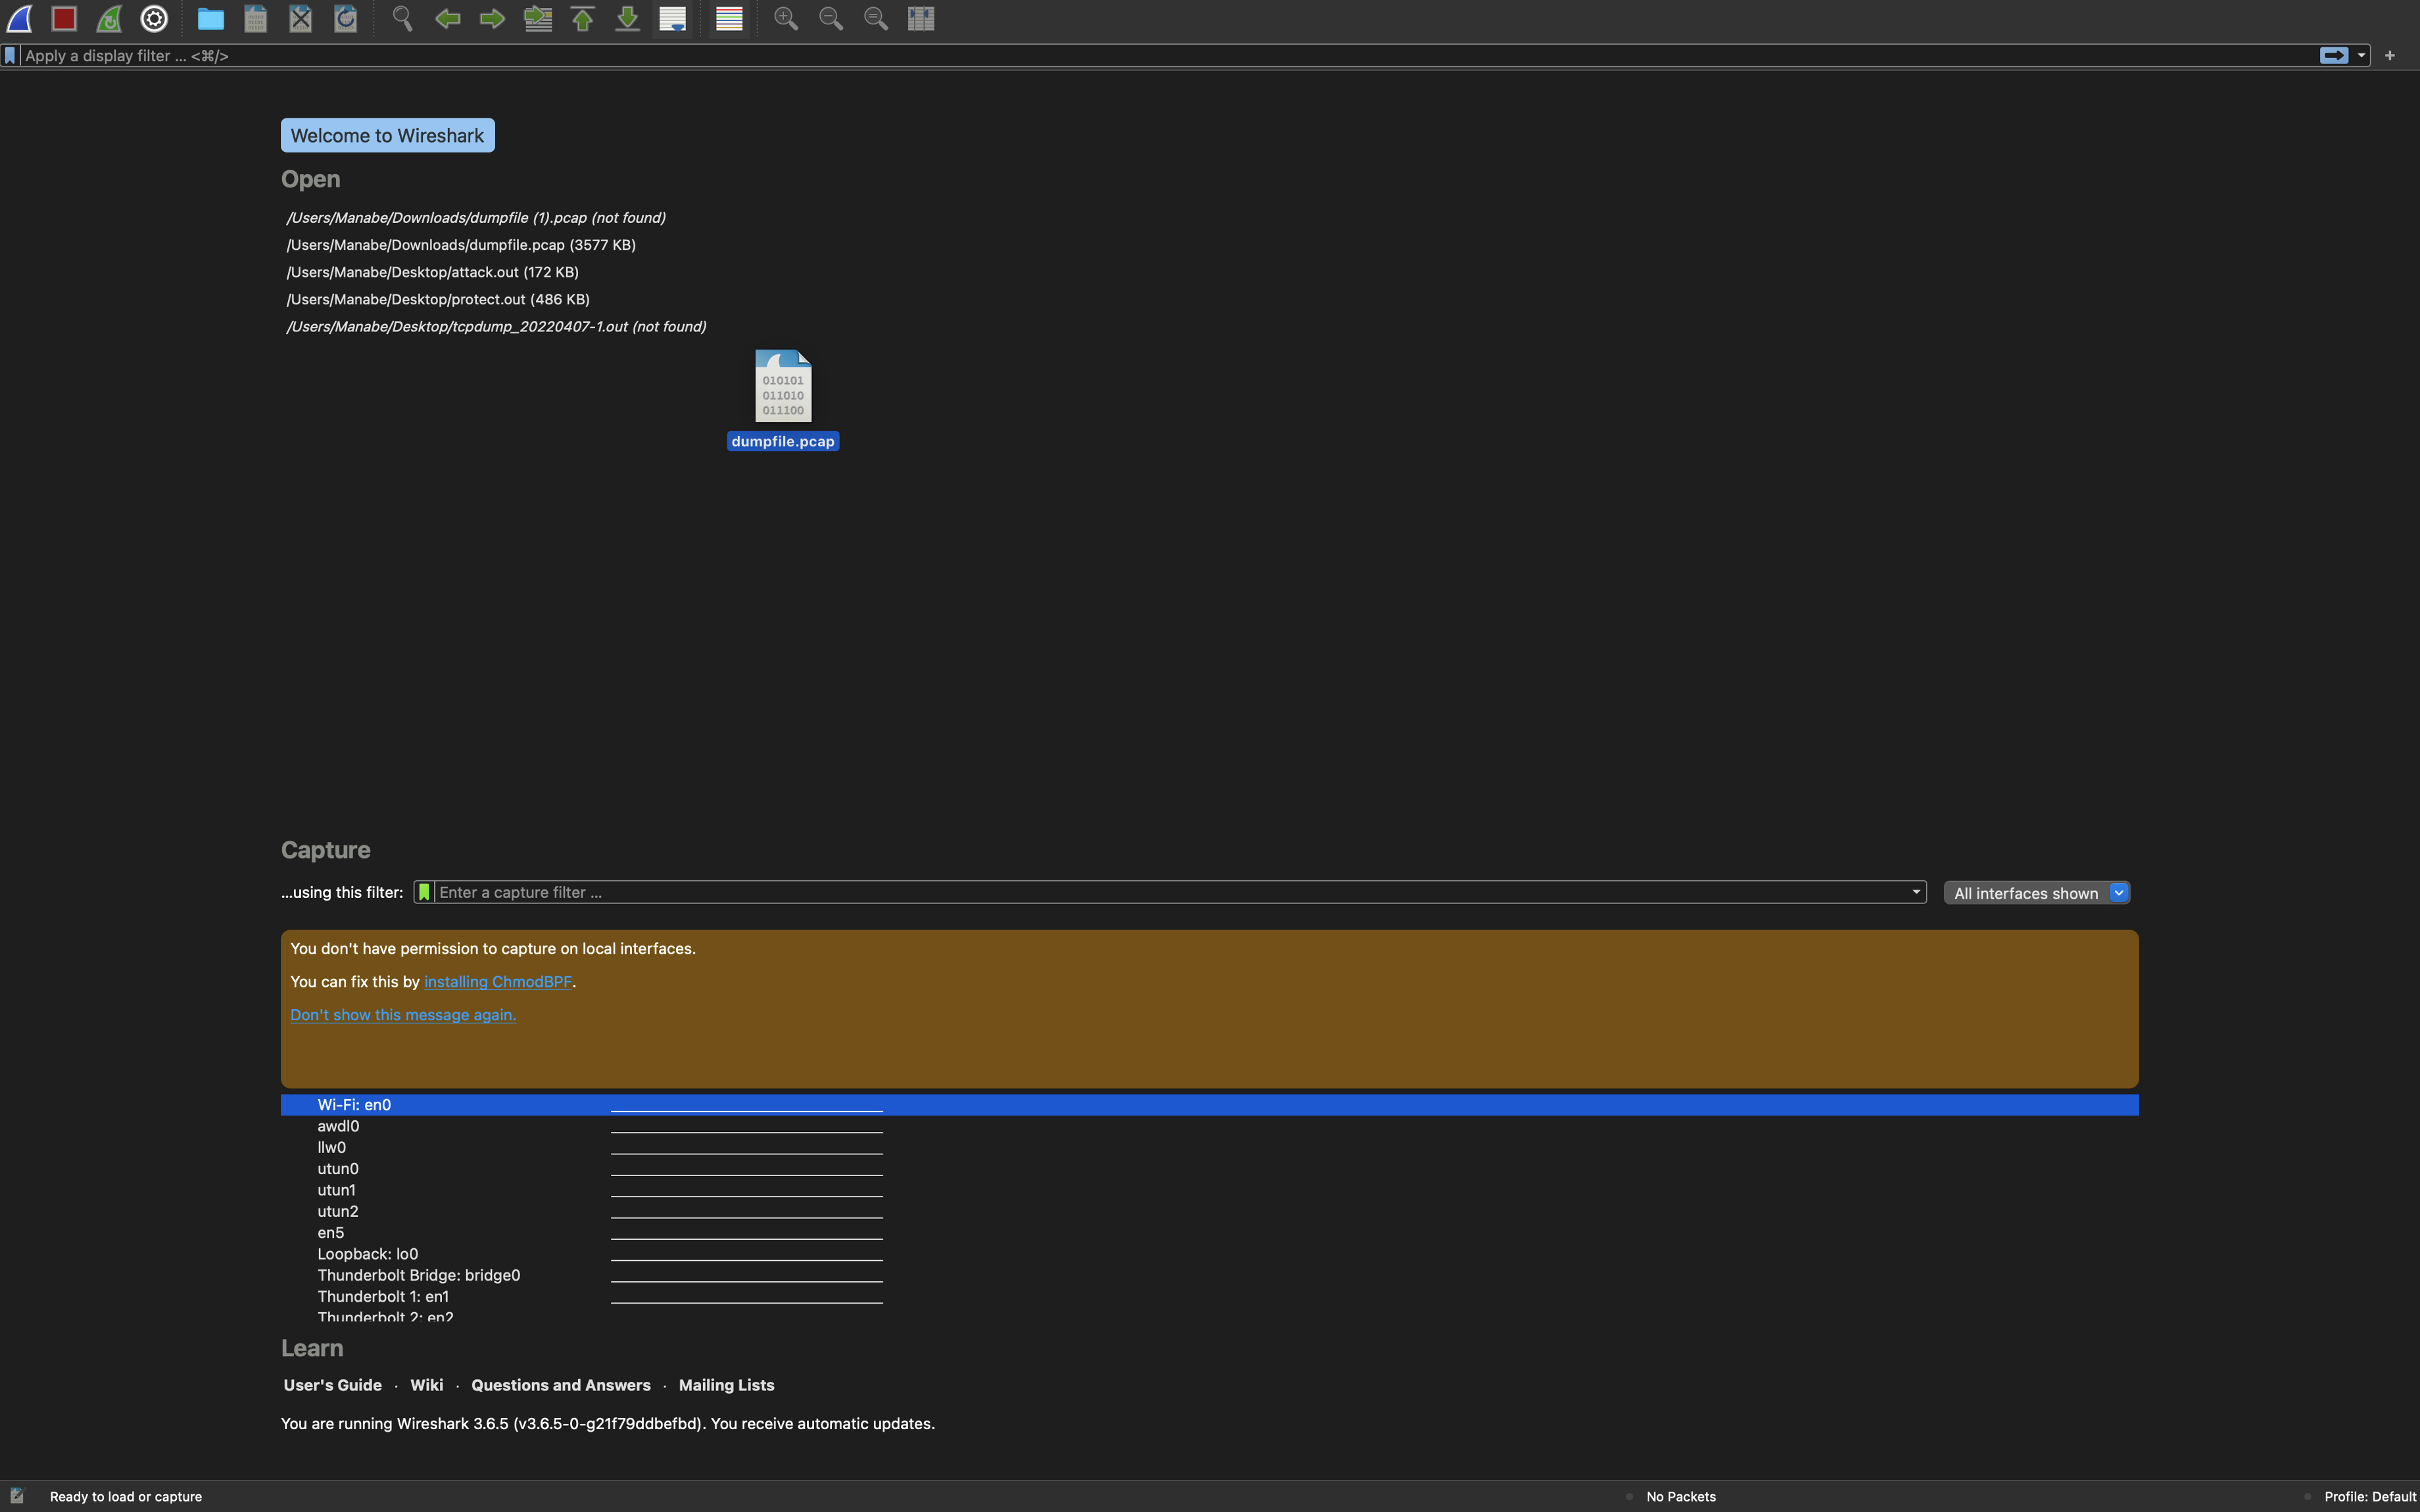 Apply a display filter ... <⌘/>
Welcome to Wireshark
Open
/Users/Manabe/Downloads/dumpfile (1).pcap (not found)
/Users/Manabe/Downloads/dumpfile.pcap (3577 KB)
/Users/Manabe/Desktop/attack.out (172 KB)
/Users/Manabe/Desktop/protect.out (486 KB)
/Users/Manabe/Desktop/tcpdump_20220407-1.out (not found)
010101
011010
011100
dumpfile.pcap
Capture
...using this filter: Enter a capture filter ... All interfaces shown
You don't have permission to capture on local interfaces.
You can fix this by installing ChmodBPF.
Don't show this message again.
Wi-Fi: en0
awdl0
llw0
utun0
utun1
utun2
en5
Loopback: lo0
Thunderbolt Bridge: bridge0
Thunderbolt 1: en1
Thunderbolt 2: en2
Learn
User's Guide · Wiki · Questions and Answers · Mailing Lists
You are running Wireshark 3.6.5 (v3.6.5-0-g21f79ddbefbd). You receive automatic updates.
Ready to load or capture No Packets Profile: Default